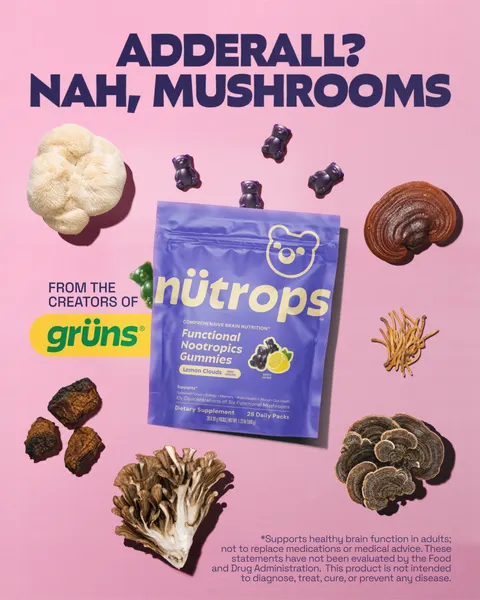 ADDERALL?
NAH, MUSHROOMS
FROM THE
CREATORS OF
grüns®
nütrops
COMPREHENSIVE BRAIN NUTRITION*
Functional
Nootropics
Gummies
Lemon Clouds
Supports*
Dietary Supplement
28 Daily Packs
*Supports healthy brain function in adults;
not to replace medications or medical advice. These
statements have not been evaluated by the Food
and Drug Administration. This product is not intended
to diagnose, treat, cure, or prevent any disease.